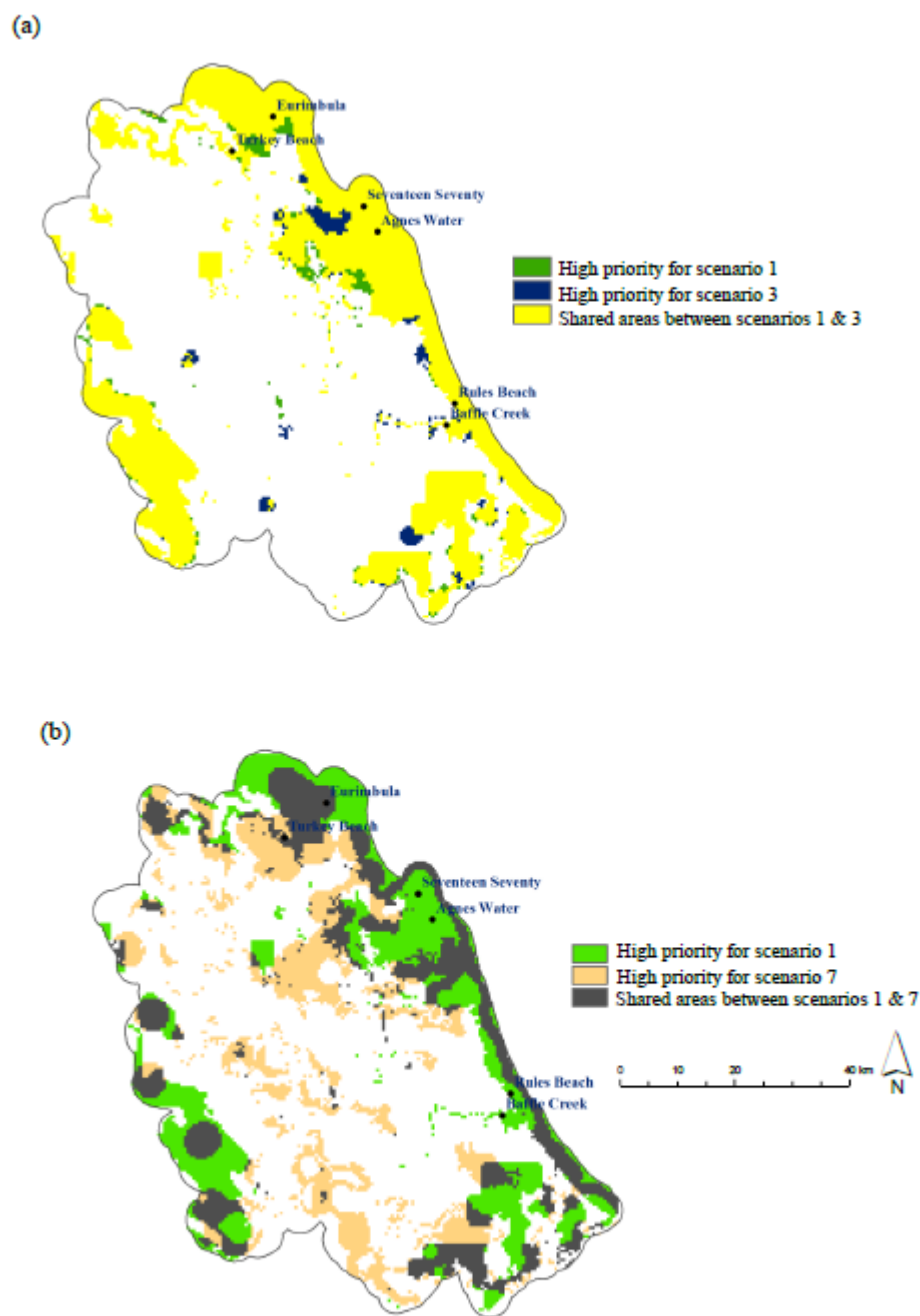 (a)
Eurimbula
Turkey Beach
Seventeen Seventy
Agnes Water
High priority for scenario 1
High priority for scenario 3
Shared areas between scenarios 1 & 3
Rules Beach
Baffle Creek
(b)
Eurimbula
Turkey Beach
Seventeen Seventy
Agnes Water
High priority for scenario 1
High priority for scenario 7
Shared areas between scenarios 1 & 7
0 10 20 40 km
N
Rules Beach
Baffle Creek